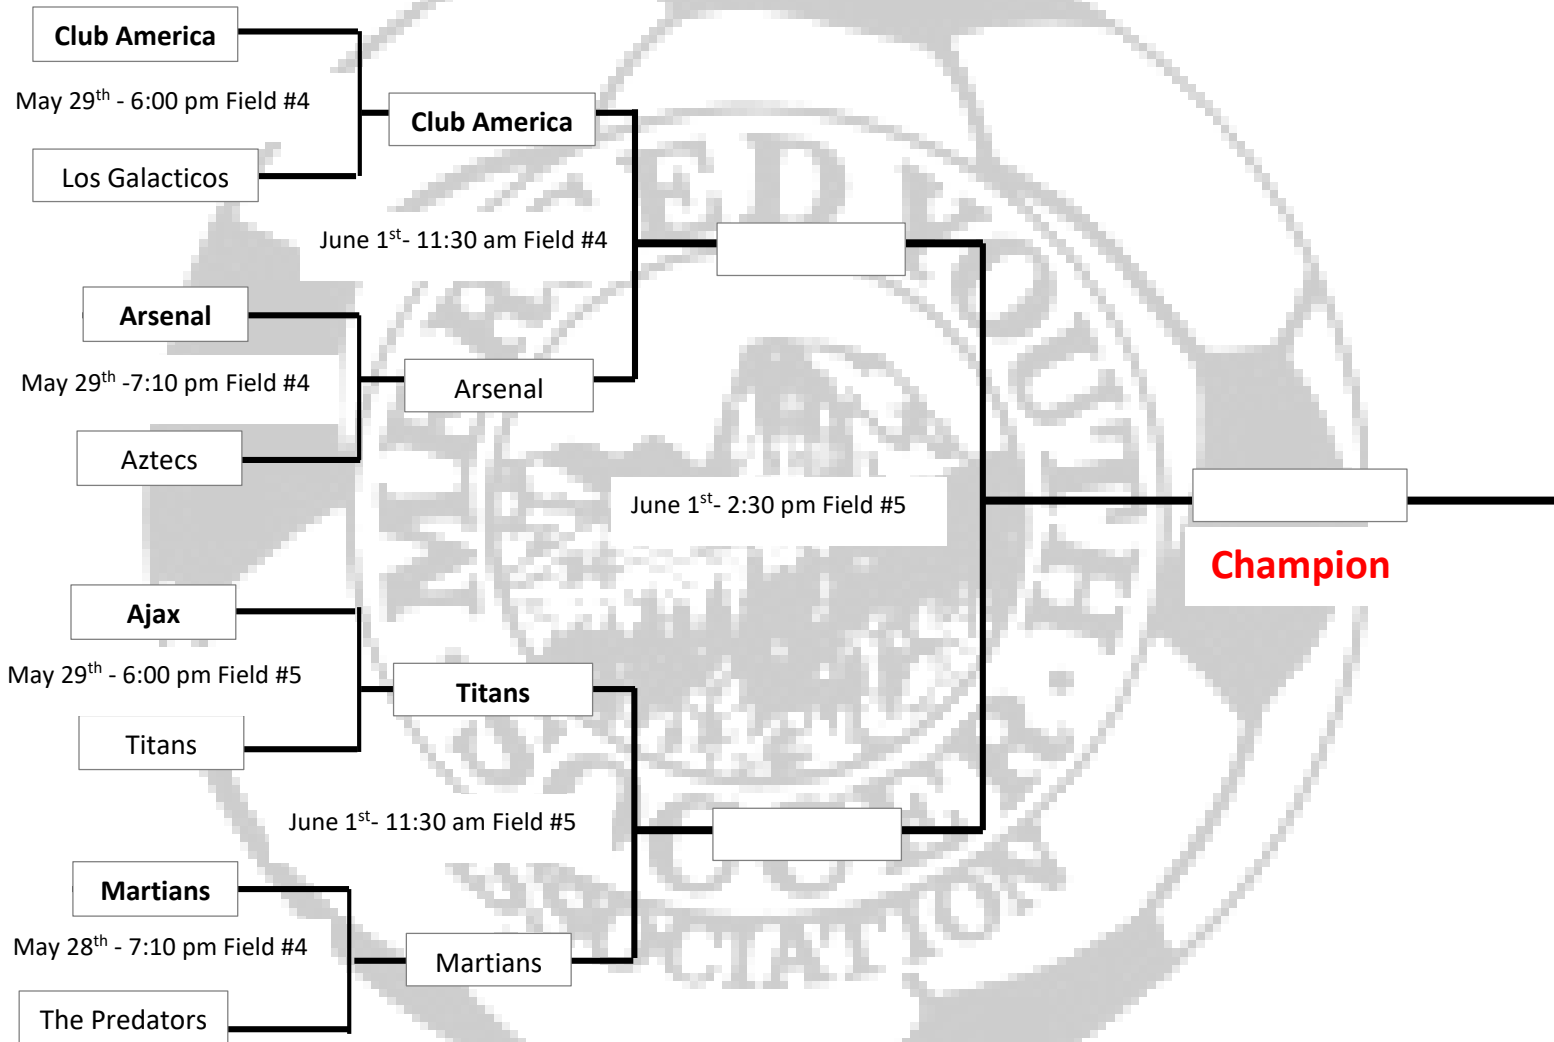 Club America
May 29th - 6:00 pm Field #4
Club America
Los Galacticos
June 1st- 11:30 am Field #4
Arsenal
May 29th -7:10 pm Field #4
Arsenal
Aztecs
June 1st- 2:30 pm Field #5
Champion
Ajax
May 29th - 6:00 pm Field #5
Titans
Titans
June 1st- 11:30 am Field #5
Martians
May 28th - 7:10 pm Field #4
Martians
The Predators